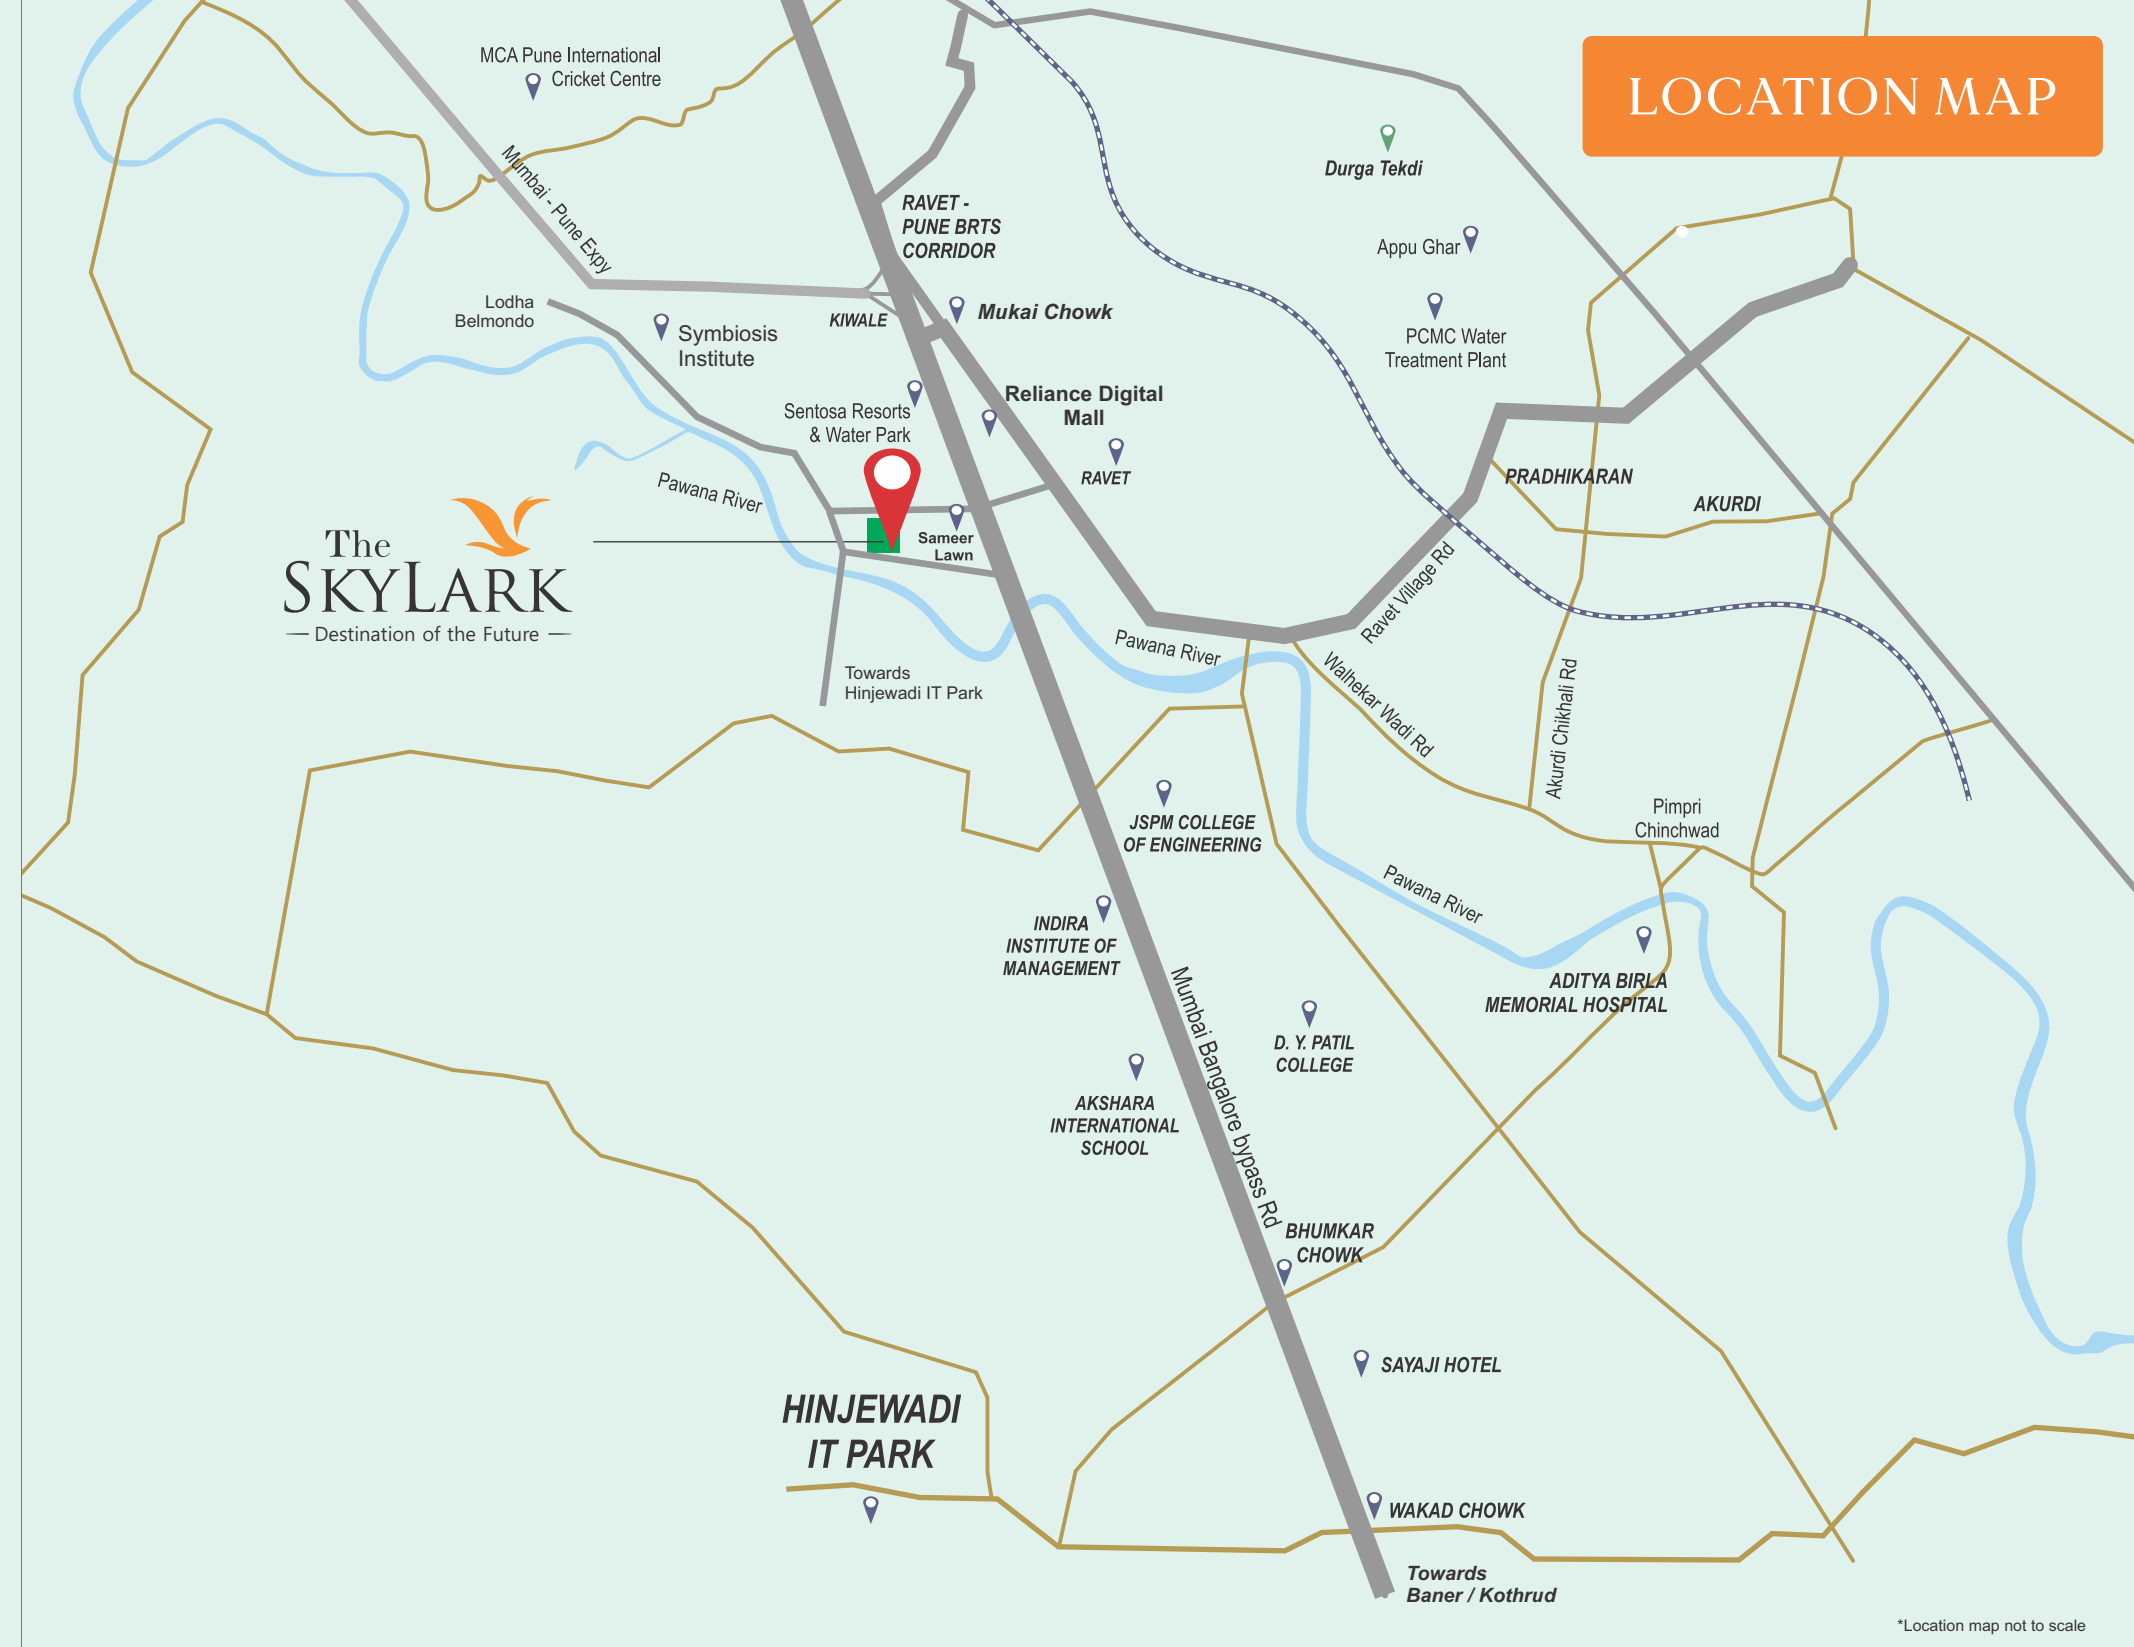 MCA Pune International
Cricket Centre
LOCATION MAP
Mumbai - Pune Expy
Durga Tekdi
RAVET -
PUNE BRTS
CORRIDOR
Appu Ghar
Lodha
Belmondo
Symbiosis
Institute
KIWALE
Mukai Chowk
PCMC Water
Treatment Plant
Sentosa Resorts
& Water Park
Reliance Digital
Mall
RAVET
PRADHIKARAN
AKURDI
Pawana River
The
SKYLARK
Destination of the Future
Sameer
Lawn
Ravet Village Rd
Pawana River
Towards
Hinjewadi IT Park
Walhekar Wadi Rd
Akurdi Chikhali Rd
JSPM COLLEGE
OF ENGINEERING
Pimpri
Chinchwad
Pawana River
INDIRA
INSTITUTE OF
MANAGEMENT
ADITYA BIRLA
MEMORIAL HOSPITAL
Mumbai Bangalore bypass Rd
D. Y. PATIL
COLLEGE
AKSHARA
INTERNATIONAL
SCHOOL
BHUMKAR
CHOWK
SAYAJI HOTEL
HINJEWADI
IT PARK
WAKAD CHOWK
Towards
Baner / Kothrud
*Location map not to scale